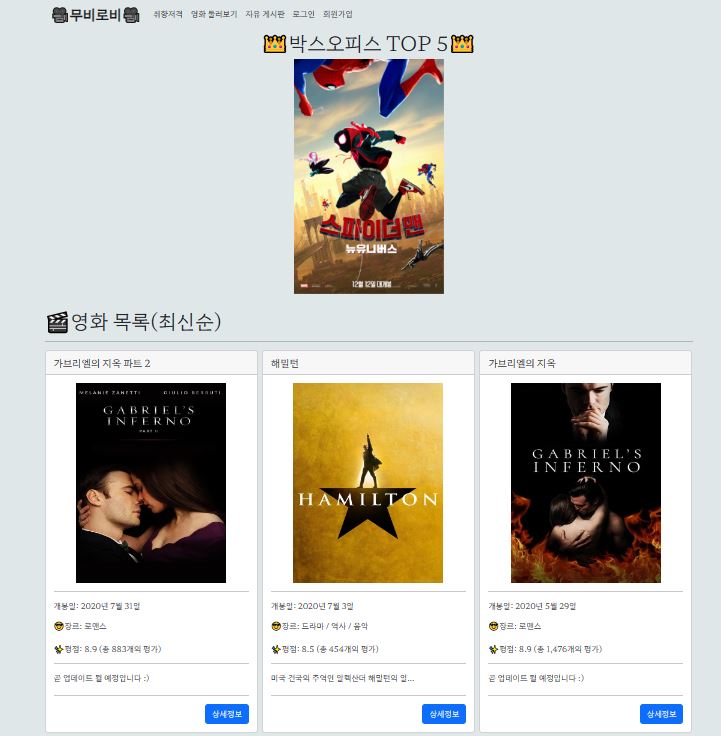 무비로비 취향저격 영화 둘러보기 자유 게시판 로그인 회원가입
박스오피스 TOP 5
스파이더맨
뉴 유니버스
12월 12일 대개봉
영화 목록(최신순)
가브리엘의 지옥 파트 2
MELANIE ZANETTI GIULIO BERRUTI
GABRIEL'S
INFERNO
PART II
개봉일: 2020년 7월 31일
장르: 로맨스
평점: 8.9 (총 883개의 평가)
곧 업데이트 될 예정입니다 :)
상세정보
해밀턴
HAMILTON
개봉일: 2020년 7월 3일
장르: 드라마 / 역사 / 음악
평점: 8.5 (총 454개의 평가)
미국 건국의 주역인 알렉산더 해밀턴의 일...
상세정보
가브리엘의 지옥
GABRIEL'S
INFERNO
개봉일: 2020년 5월 29일
장르: 로맨스
평점: 8.9 (총 1,476개의 평가)
곧 업데이트 될 예정입니다 :)
상세정보